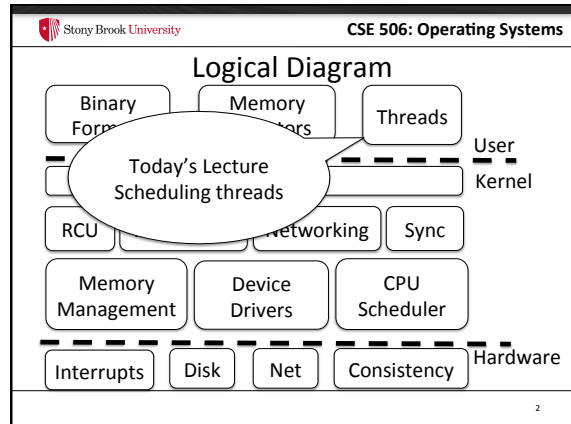 Stony Brook University
CSE 506: Operating Systems
Logical Diagram
Binary
Memory
Threads
User
Today's Lecture
Scheduling threads
Kernel
RCU
Networking
Sync
Memory
Management
Device
Drivers
CPU
Scheduler
Hardware
Interrupts
Disk
Net
Consistency
2